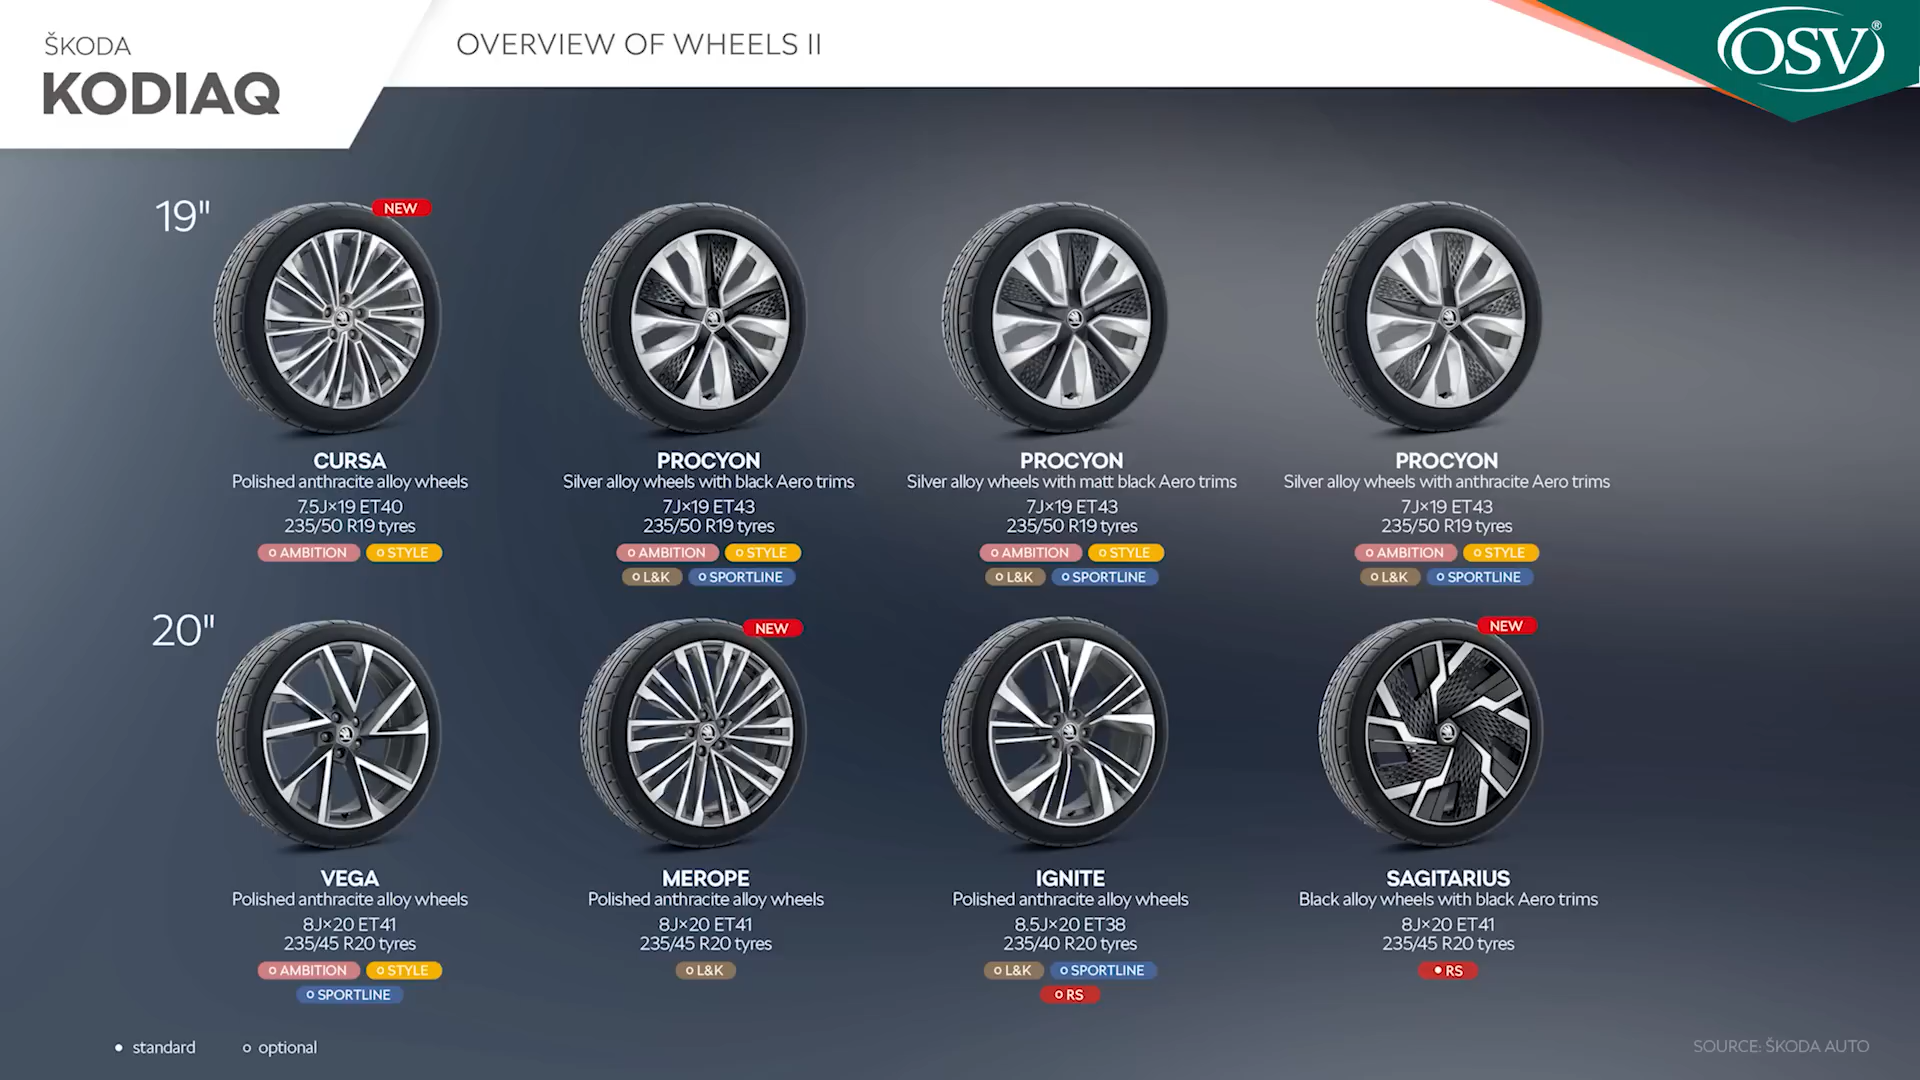 ŠKODA
KODIAQ
OVERVIEW OF WHEELS II
OSV®
19"
NEW
CURSA
Polished anthracite alloy wheels
7.5J×19 ET40
235/50 R19 tyres
AMBITION STYLE
PROCYON
Silver alloy wheels with black Aero trims
7J×19 ET43
235/50 R19 tyres
AMBITION STYLE
L&K SPORTLINE
PROCYON
Silver alloy wheels with matt black Aero trims
7J×19 ET43
235/50 R19 tyres
AMBITION STYLE
L&K SPORTLINE
PROCYON
Silver alloy wheels with anthracite Aero trims
7J×19 ET43
235/50 R19 tyres
AMBITION STYLE
L&K SPORTLINE
20"
VEGA
Polished anthracite alloy wheels
8J×20 ET41
235/45 R20 tyres
AMBITION STYLE
SPORTLINE
NEW
MEROPE
Polished anthracite alloy wheels
8J×20 ET41
235/45 R20 tyres
L&K
IGNITE
Polished anthracite alloy wheels
8.5J×20 ET38
235/40 R20 tyres
L&K SPORTLINE
RS
NEW
SAGITARIUS
Black alloy wheels with black Aero trims
8J×20 ET41
235/45 R20 tyres
RS
standard optional
SOURCE: ŠKODA AUTO